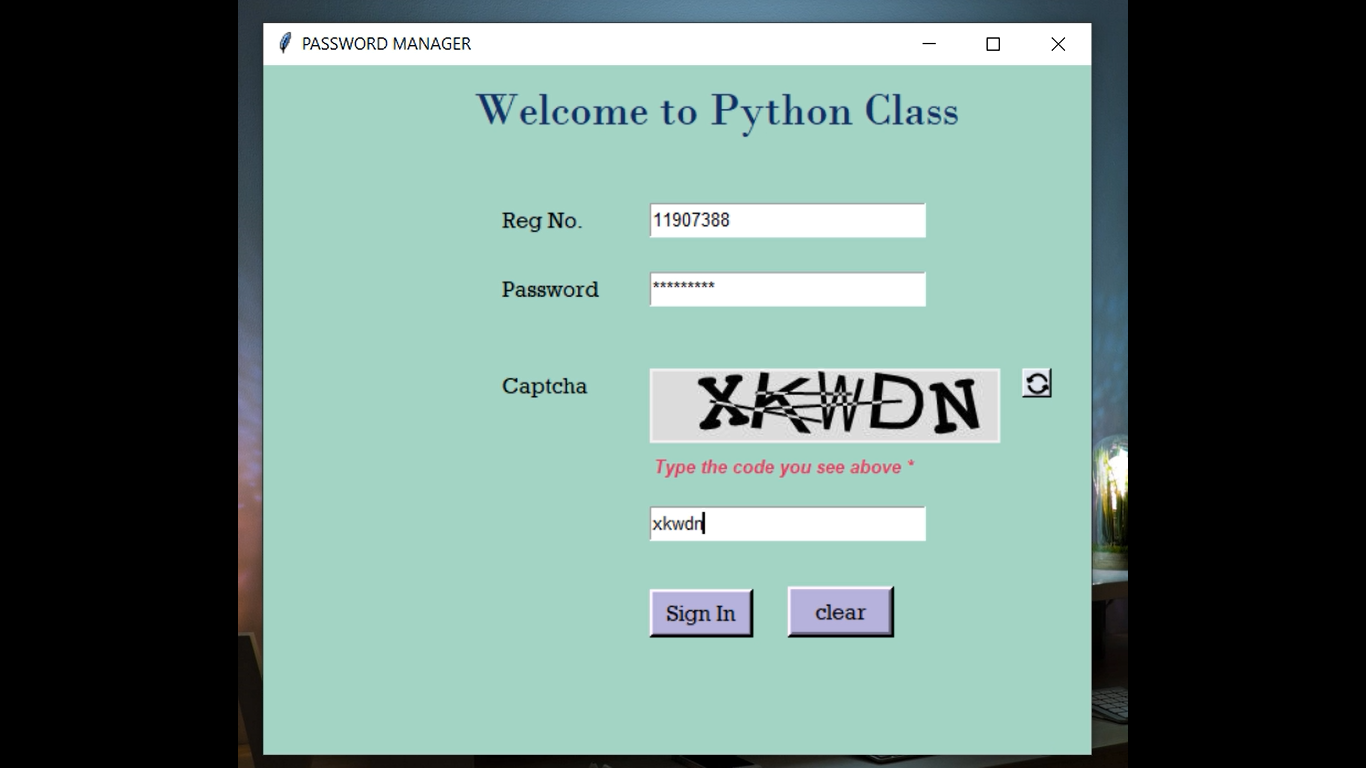 PASSWORD MANAGER
Welcome to Python Class
Reg No. 11907388
Password *********
Captcha XKWDN
Type the code you see above *
xkwdn
Sign In clear